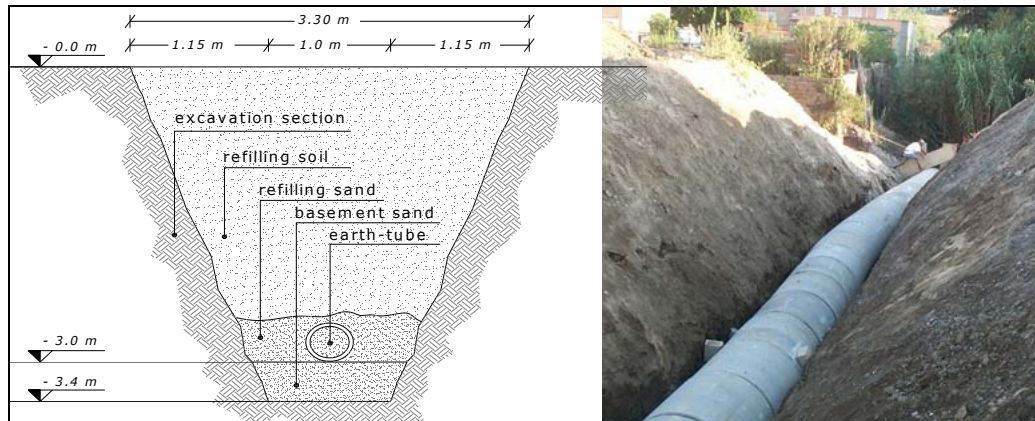 3.30 m
1.15 m 1.0 m 1.15 m
- 0.0 m
excavation section
refilling soil
refilling sand
basement sand
earth-tube
- 3.0 m
- 3.4 m